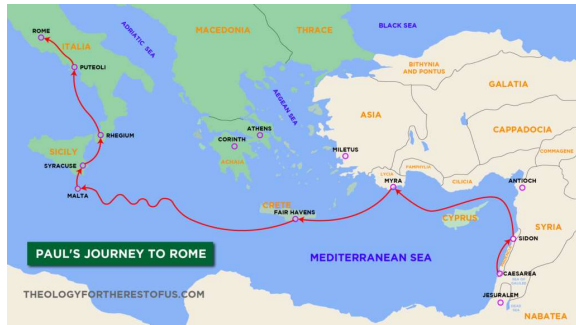 MACEDONIA
THRACE
BLACK SEA
ROME
ITALIA
ADRIATIC SEA
PUTEOLI
BITHYNIA
AND PONTUS
GALATIA
AEGEAN SEA
ASIA
CAPPADOCIA
RHEGIUM
ATHENS
CORINTH
MILETUS
COMMAGENE
SICILY
ACHAIA
SYRACUSE
LYCIA
PAMPHYLIA
CILICIA
ANTIOCH
MYRA
MALTA
CRETE
FAIR HAVENS
CYPRUS
SYRIA
SIDON
PAUL'S JOURNEY TO ROME
MEDITERRANEAN SEA
CAESAREA
THEOLOGYFORTHERESTOFUS.COM
JESURALEM
NABATEA